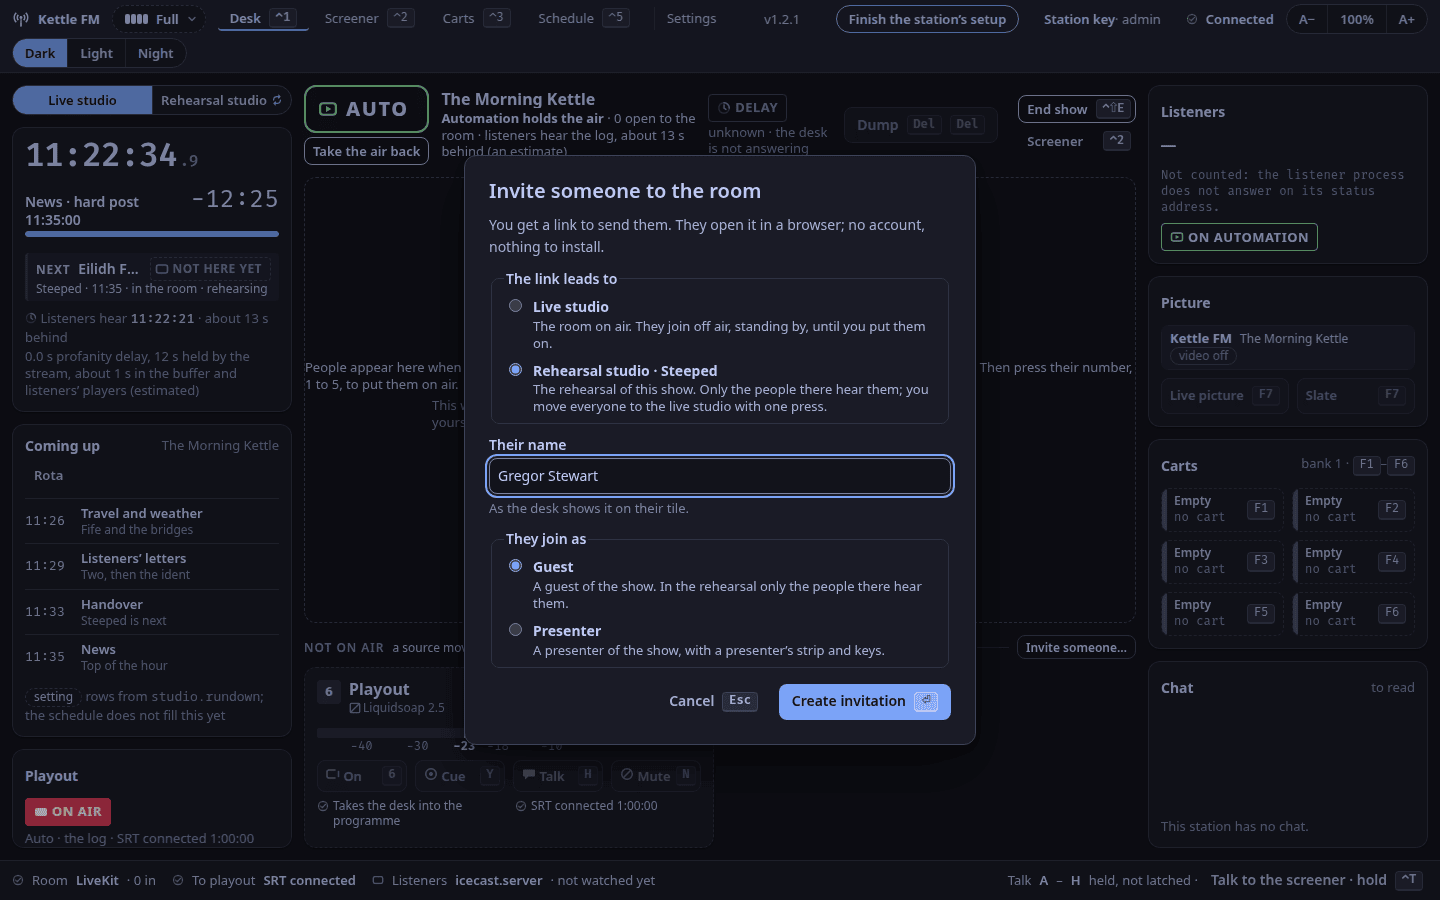 Kettle FM
Full
Desk ^1
Screener ^2
Carts ^3
Schedule ^5
Settings
v1.2.1
Finish the station's setup
Station key · admin
Connected
A− 100% A+
Dark Light Night
Live studio
Rehearsal studio
11:22:34.9
News · hard post
11:35:00
-12:25
NEXT Eilidh F… NOT HERE YET
Steeped · 11:35 · in the room · rehearsing
Listeners hear 11:22:21 · about 13 s
behind
0.0 s profanity delay, 12 s held by the
stream, about 1 s in the buffer and
listeners' players (estimated)
Coming up The Morning Kettle
Rota
11:26 Travel and weather
Fife and the bridges
11:29 Listeners' letters
Two, then the ident
11:33 Handover
Steeped is next
11:35 News
Top of the hour
setting rows from studio.rundown;
the schedule does not fill this yet
Playout
ON AIR
Auto · the log · SRT connected 1:00:00
AUTO
Take the air back
The Morning Kettle
Automation holds the air · 0 open to the
room · listeners hear the log, about 13 s
behind (an estimate)
DELAY
unknown · the desk
is not answering
Dump Del Del
End show ^⇧E
Screener ^2
People appear here when
Then press their number,
1 to 5, to put them on air.
This
yours
Invite someone to the room
You get a link to send them. They open it in a browser; no account,
nothing to install.
The link leads to
Live studio
The room on air. They join off air, standing by, until you put them
on.
Rehearsal studio · Steeped
The rehearsal of this show. Only the people there hear them; you
move everyone to the live studio with one press.
Their name
Gregor Stewart
As the desk shows it on their tile.
They join as
Guest
A guest of the show. In the rehearsal only the people there hear
them.
Presenter
A presenter of the show, with a presenter's strip and keys.
Cancel Esc
Create invitation
NOT ON AIR a source
Invite someone…
6 Playout
Liquidsoap 2.5
-40 -30 -23 -18 -10
On 6
Cue Y
Talk H
Mute N
Takes the desk into the
programme
SRT connected 1:00:00
Listeners
—
Not counted: the listener process
does not answer on its status
address.
ON AUTOMATION
Picture
Kettle FM The Morning Kettle
video off
Live picture F7
Slate F7
Carts bank 1 · F1–F6
Empty
no cart F1
Empty
no cart F2
Empty
no cart F3
Empty
no cart F4
Empty
no cart F5
Empty
no cart F6
Chat to read
This station has no chat.
Room LiveKit · 0 in
To playout SRT connected
Listeners icecast.server · not watched yet
Talk A – H held, not latched ·
Talk to the screener · hold ^T